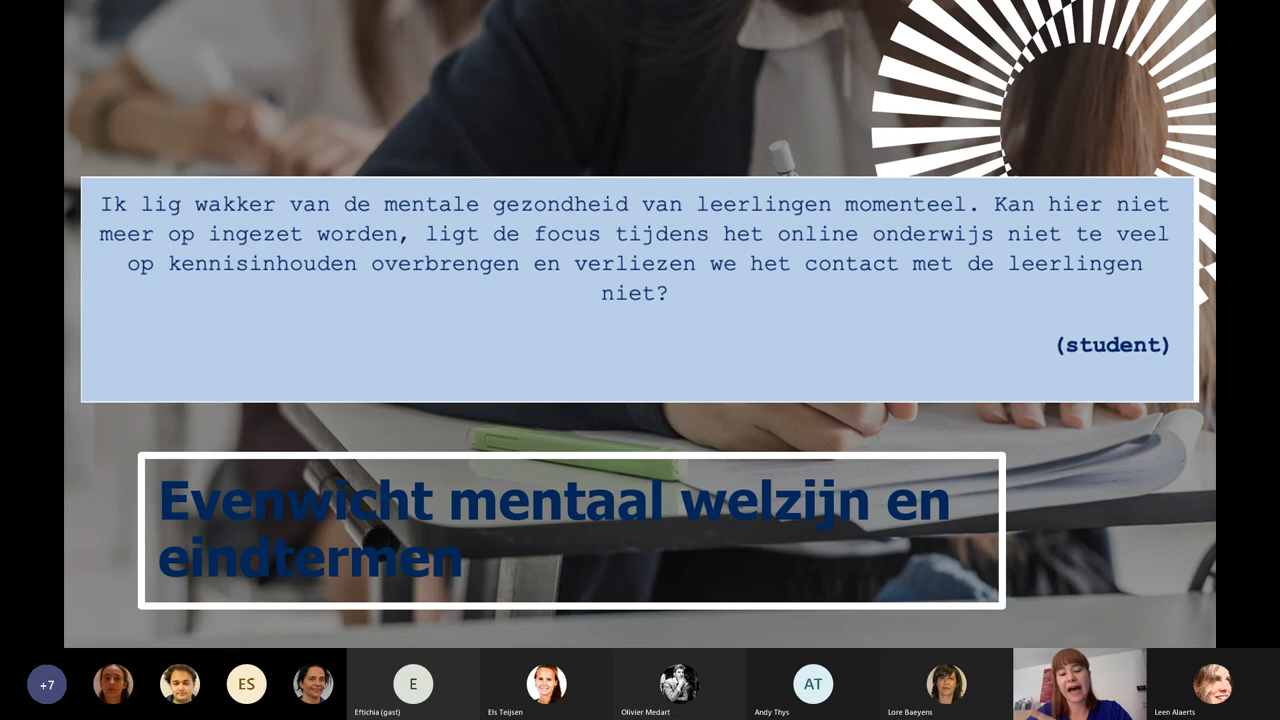 Ik lig wakker van de mentale gezondheid van leerlingen momenteel. Kan hier niet
meer op ingezet worden, ligt de focus tijdens het online onderwijs niet te veel
op kennisinhouden overbrengen en verliezen we het contact met de leerlingen
niet?
(student)
Evenwicht mentaal welzijn en
eindtermen
+7
ES
E
Eftichia (gast)
Els Teijsen
Olivier Medart
AT
Andy Thys
Lore Baeyens
Leen Alaerts